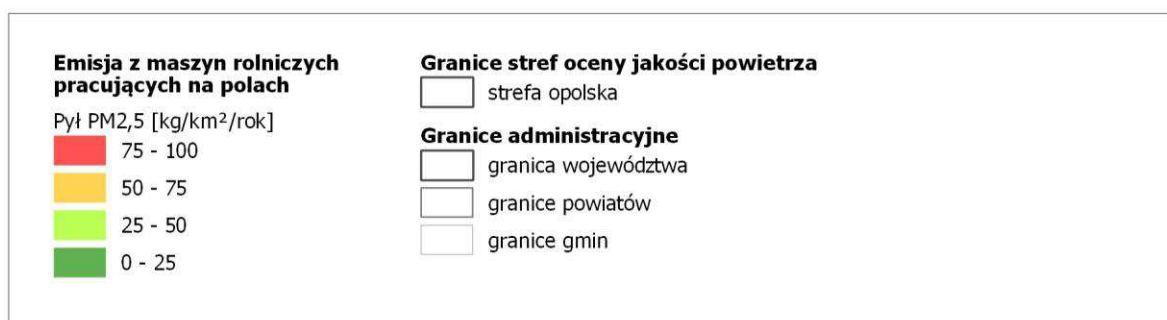 Emisja z maszyn rolniczych
pracujących na polach
Pył PM2,5 [kg/km²/rok]
75 - 100
50 - 75
25 - 50
0 - 25
Granice stref oceny jakości powietrza
strefa opolska
Granice administracyjne
granica województwa
granice powiatów
granice gmin